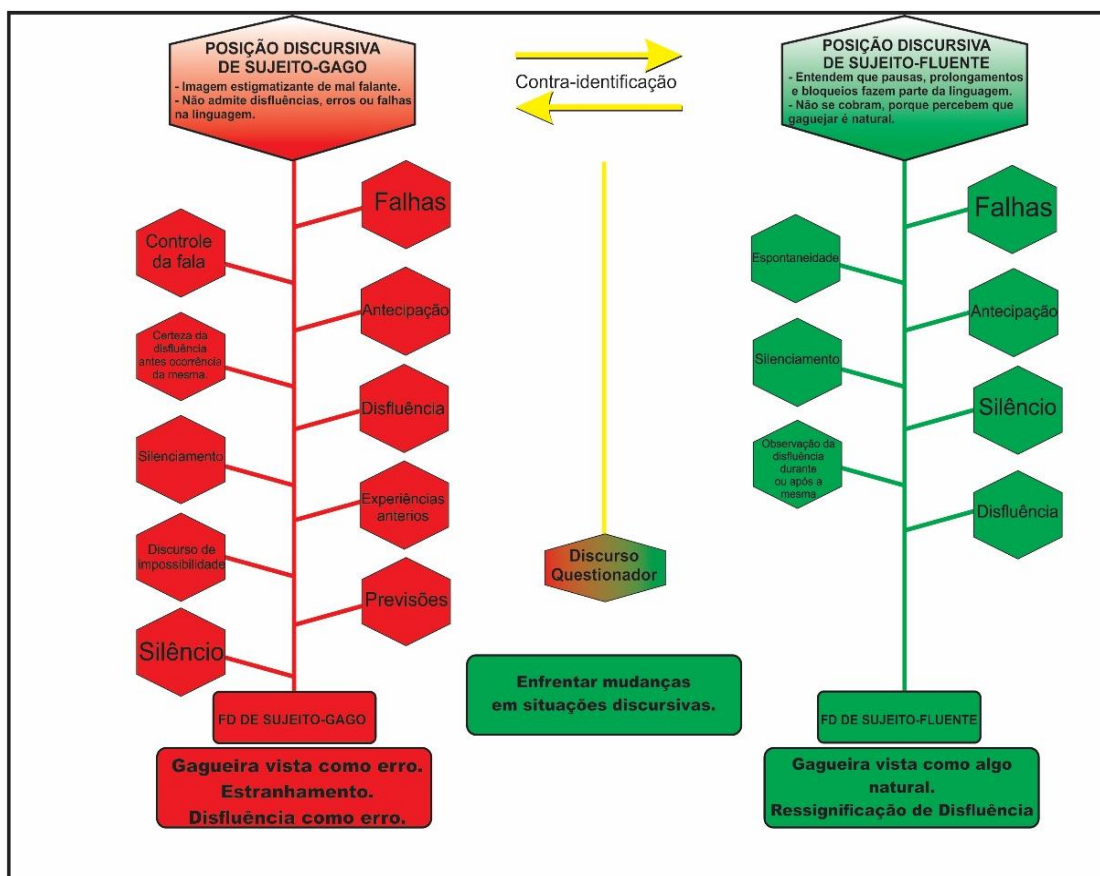 POSIÇÃO DISCURSIVA
DE SUJEITO-GAGO
- Imagem estigmatizante de mal falante.
- Não admite disfluências, erros ou falhas
na linguagem.
Contra-identificação
POSIÇÃO DISCURSIVA
DE SUJEITO-FLUENTE
- Entendem que pausas, prolongamentos
e bloqueios fazem parte da linguagem.
- Não se cobram, porque percebem que
gaguejar é natural.
Falhas
Controle
da fala
Antecipação
Certeza da
disfluência
antes ocorrência
da mesma.
Disfluência
Silenciamento
Experiências
anterios
Discurso de
impossibilidade
Previsões
Silêncio
FD DE SUJEITO-GAGO
Gagueira vista como erro.
Estranhamento.
Disfluência como erro.
Discurso
Questionador
Enfrentar mudanças
em situações discursivas.
Falhas
Espontaneidade
Antecipação
Silenciamento
Silêncio
Observação da
disfluência
durante
ou após a
mesma
Disfluência
FD DE SUJEITO-FLUENTE
Gagueira vista como algo
natural.
Ressignificação de Disfluência